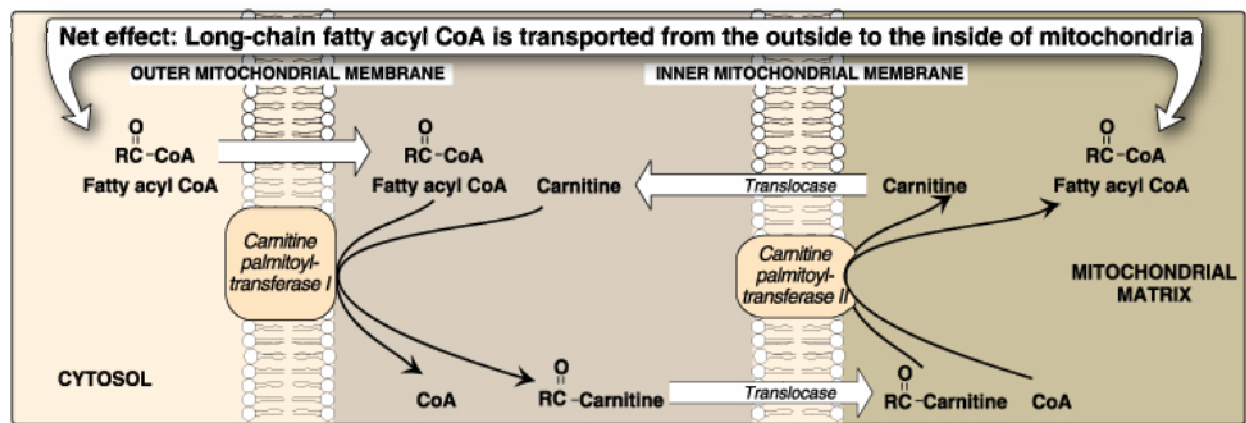 Net effect: Long-chain fatty acyl CoA is transported from the outside to the inside of mitochondria
OUTER MITOCHONDRIAL MEMBRANE
INNER MITOCHONDRIAL MEMBRANE
O
RC-CoA
Fatty acyl CoA
O
RC-CoA
Fatty acyl CoA
Carnitine
Translocase
Carnitine
O
RC-CoA
Fatty acyl CoA
Carnitine
palmitoyl-
transferase I
Carnitine
palmitoyl-
transferase II
MITOCHONDRIAL
MATRIX
CYTOSOL
CoA
O
RC-Carnitine
Translocase
O
RC-Carnitine
CoA